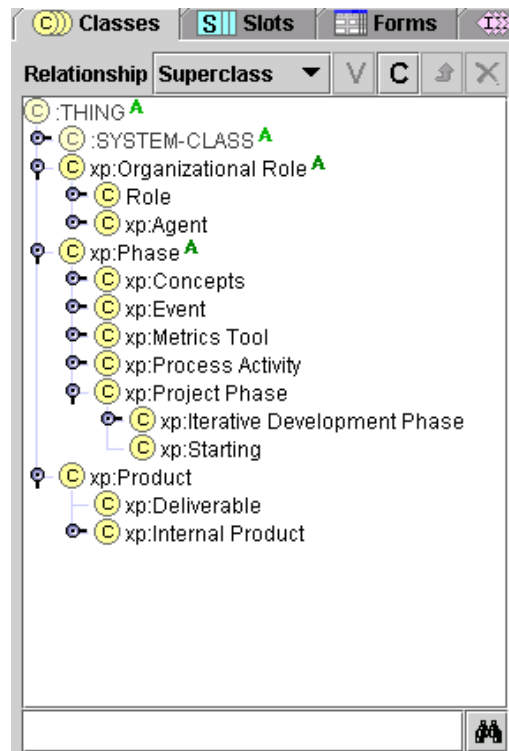 C Classes S Slots Forms I
Relationship Superclass V C
C :THING A
C :SYSTEM-CLASS A
C xp:Organizational Role A
C Role
C xp:Agent
C xp:Phase A
C xp:Concepts
C xp:Event
C xp:Metrics Tool
C xp:Process Activity
C xp:Project Phase
C xp:Iterative Development Phase
C xp:Starting
C xp:Product
C xp:Deliverable
C xp:Internal Product